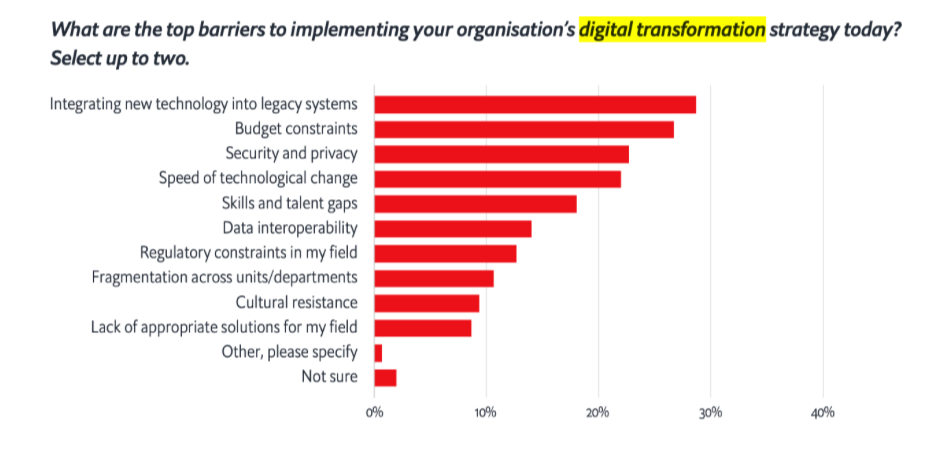 What are the top barriers to implementing your organisation's digital transformation strategy today?
Select up to two.
Integrating new technology into legacy systems
Budget constraints
Security and privacy
Speed of technological change
Skills and talent gaps
Data interoperability
Regulatory constraints in my field
Fragmentation across units/departments
Cultural resistance
Lack of appropriate solutions for my field
Other, please specify
Not sure
0% 10% 20% 30% 40%